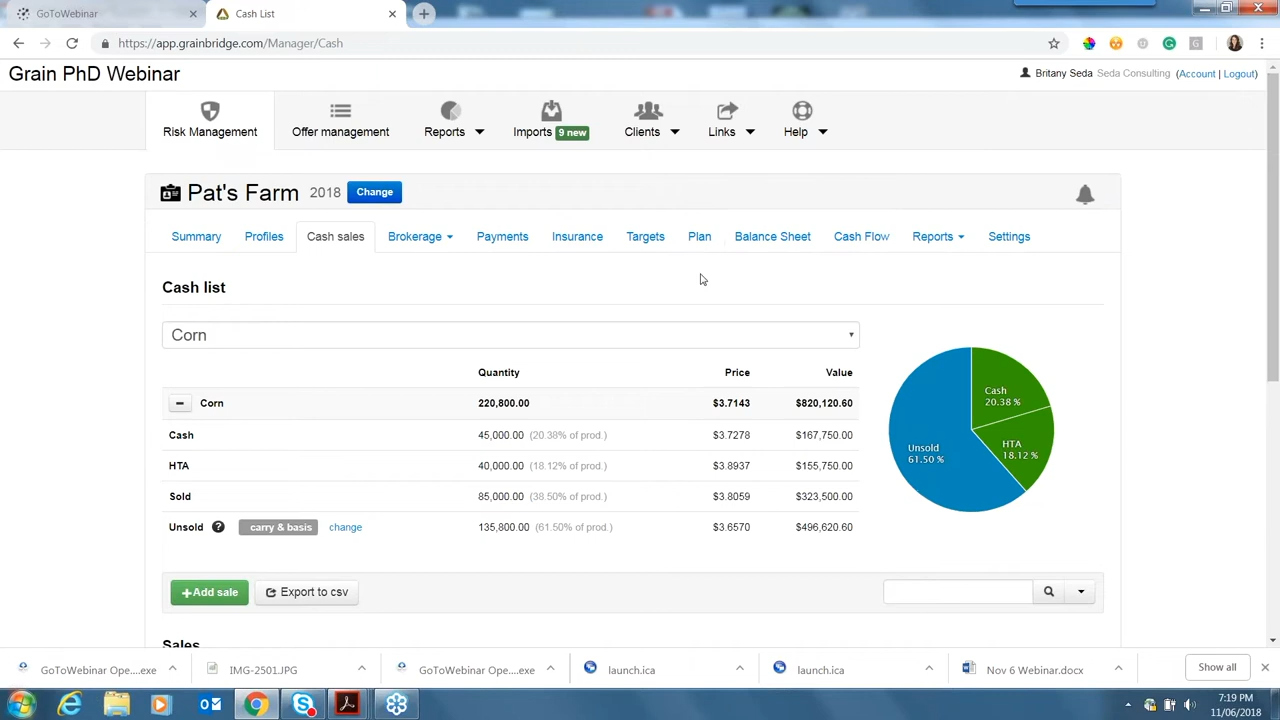 GoToWebinar
Cash List
https://app.grainbridge.com/Manager/Cash
Grain PhD Webinar
Britany Seda Seda Consulting (Account | Logout)
Risk Management Offer management Reports Imports 9 new Clients Links Help
Pat's Farm 2018 Change
Summary Profiles Cash sales Brokerage Payments Insurance Targets Plan Balance Sheet Cash Flow Reports Settings
Cash list
Corn
Quantity Price Value
Corn 220,800.00 $3.7143 $820,120.60
Cash 45,000.00 (20.38% of prod.) $3.7278 $167,750.00
HTA 40,000.00 (18.12% of prod.) $3.8937 $155,750.00
Sold 85,000.00 (38.50% of prod.) $3.8059 $323,500.00
Unsold ? carry & basis change 135,800.00 (61.50% of prod.) $3.6570 $496,620.60
Cash
20.38 %
HTA
18.12 %
Unsold
61.50 %
+Add sale Export to csv
Sales
GoToWebinar Ope....exe IMG-2501.JPG GoToWebinar Ope....exe launch.ica launch.ica Nov 6 Webinar.docx Show all
7:19 PM
11/06/2018